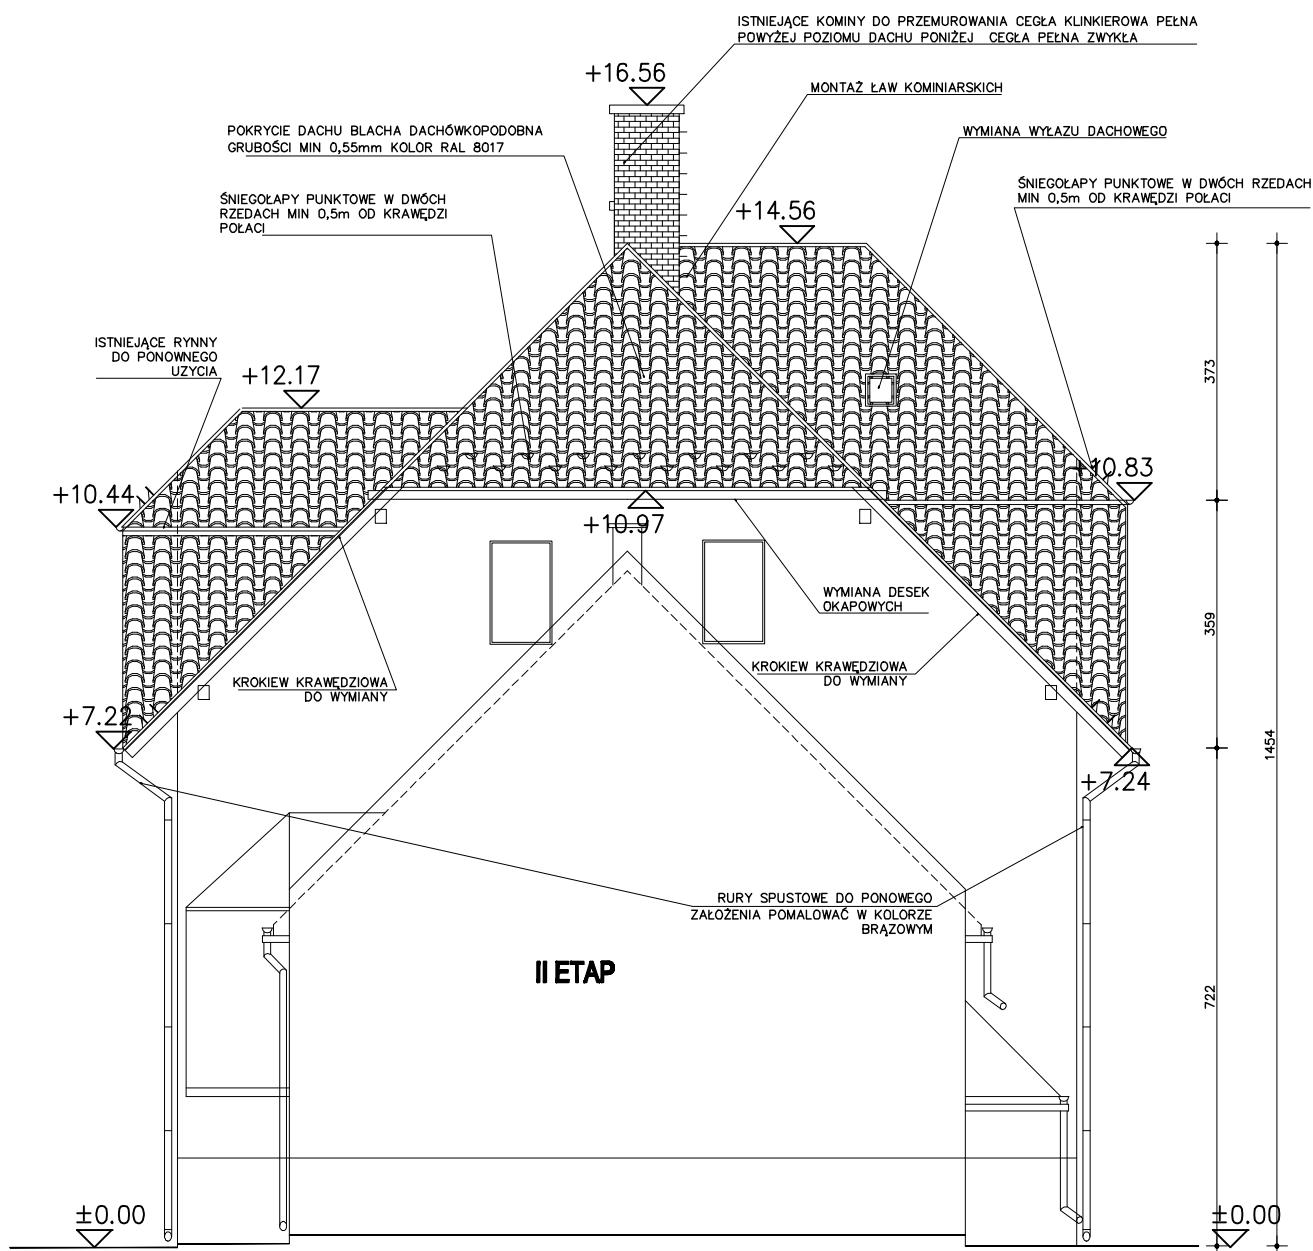 ISTNIEJĄCE KOMINY DO PRZEMUROWANIA CEGŁA KLINKIEROWA PEŁNA
POWYŻEJ POZIOMU DACHU PONIŻEJ CEGŁA PEŁNA ZWYKŁA
+16.56
MONTAŻ ŁAW KOMINIARSKICH
POKRYCIE DACHU BLACHA DACHÓWKOPODOBNA
GRUBOŚCI MIN 0,55mm KOLOR RAL 8017
WYMIANA WYŁAZU DACHOWEGO
ŚNIEGOŁAPY PUNKTOWE W DWÓCH
RZEDACH MIN 0,5m OD KRAWĘDZI
POŁACI
ŚNIEGOŁAPY PUNKTOWE W DWÓCH RZEDACH
MIN 0,5m OD KRAWĘDZI POŁACI
+14.56
ISTNIEJĄCE RYNNY
DO PONOWNEGO
UZYCIA
+12.17
373
+10.44
+10.83
+10.97
WYMIANA DESEK
OKAPOWYCH
359
KROKIEW KRAWĘDZIOWA
DO WYMIANY
KROKIEW KRAWĘDZIOWA
DO WYMIANY
+7.22
+7.24
1454
RURY SPUSTOWE DO PONOWEGO
ZAŁOŻENIA POMALOWAĆ W KOLORZE
BRĄZOWYM
II ETAP
722
±0.00
±0.00